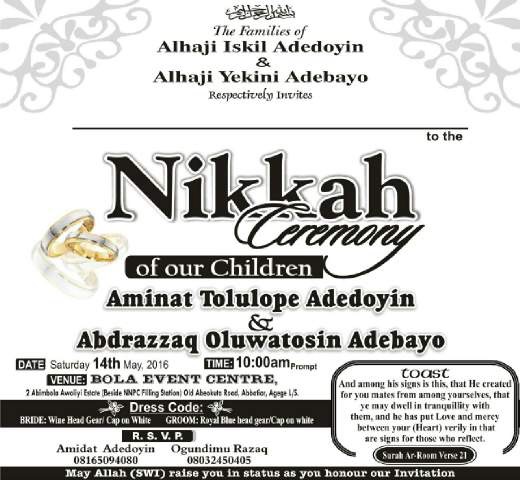 The Families of
Alhaji Iskil Adedoyin
&
Alhaji Yekini Adebayo
Respectively Invites
to the
Nikkah
Ceremony
of our Children
Aminat Tolulope Adedoyin
&
Abdrazzaq Oluwatosin Adebayo
DATE Saturday 14th May, 2016 TIME: 10:00am Prompt
VENUE: BOLA EVENT CENTRE,
2 Abimbola Awoliyi Estate (Beside NNPC Filling Station) Old Abeokuta Road, Abbatiar, Agege L/S.
Dress Code:
BRIDE: Wine Head Gear/ Cap on White GROOM: Royal Blue head gear/Cap on white
R. S. V. P.
Amidat Adedoyin Ogundimu Razaq
08165094080 08032450405
toast
And among his signs is this, that He created
for you mates from among yourselves, that
ye may dwell in tranquillity with
them, and he has put Love and mercy
between your (Heart) verily in that
are signs for those who reflect.
Surah Ar-Room Verse 21
May Allah (SWT) raise you in status as you honour our Invitation